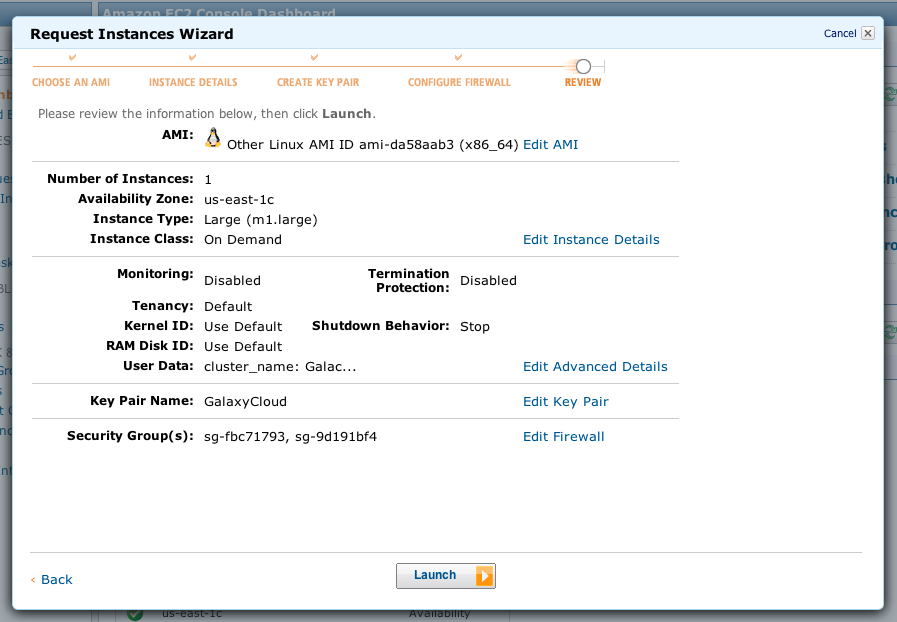 Amazon EC2 Console Dashboard
Request Instances Wizard
Cancel
CHOOSE AN AMI INSTANCE DETAILS CREATE KEY PAIR CONFIGURE FIREWALL REVIEW
Please review the information below, then click Launch.
AMI: Other Linux AMI ID ami-da58aab3 (x86_64) Edit AMI
Number of Instances: 1
Availability Zone: us-east-1c
Instance Type: Large (m1.large)
Instance Class: On Demand Edit Instance Details
Monitoring: Disabled Termination Protection: Disabled
Tenancy: Default
Kernel ID: Use Default Shutdown Behavior: Stop
RAM Disk ID: Use Default
User Data: cluster_name: Galac... Edit Advanced Details
Key Pair Name: GalaxyCloud Edit Key Pair
Security Group(s): sg-fbc71793, sg-9d191bf4 Edit Firewall
‹ Back Launch
us-east-1c Availability